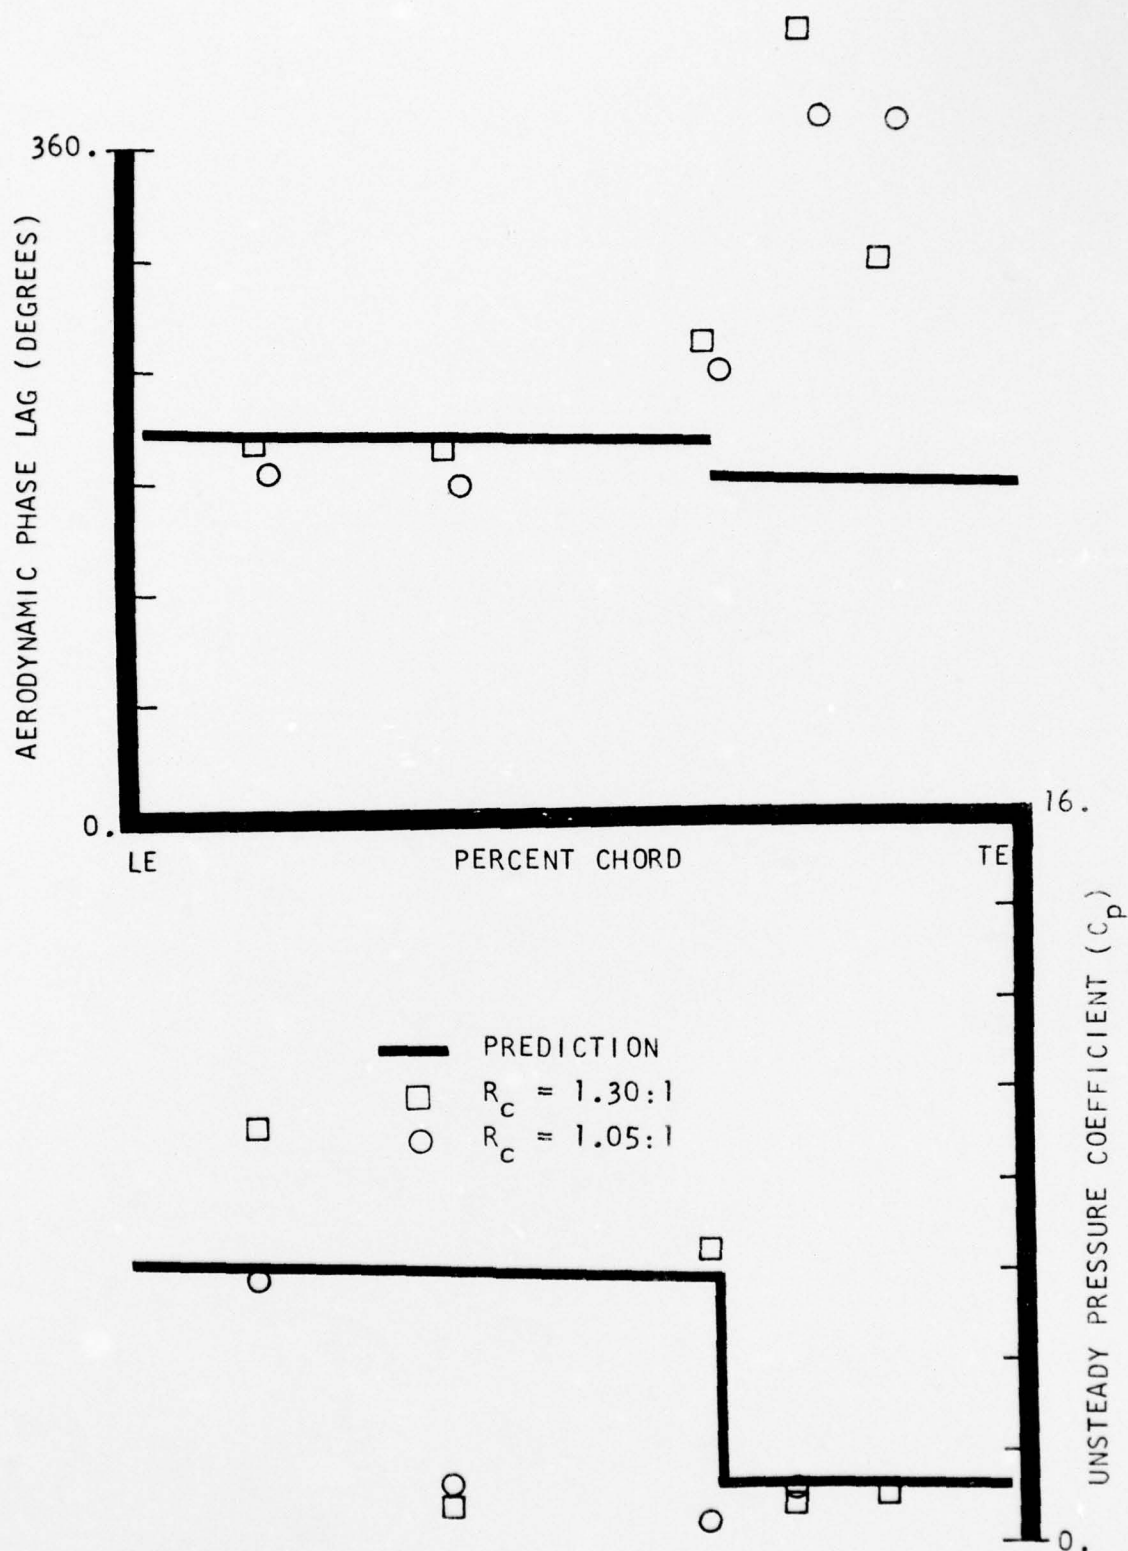 360.
AERODYNAMIC PHASE LAG (DEGREES)
0.
LE PERCENT CHORD TE
16.
UNSTEADY PRESSURE COEFFICIENT (Cp)
PREDICTION
Rc = 1.30:1
Rc = 1.05:1
0.